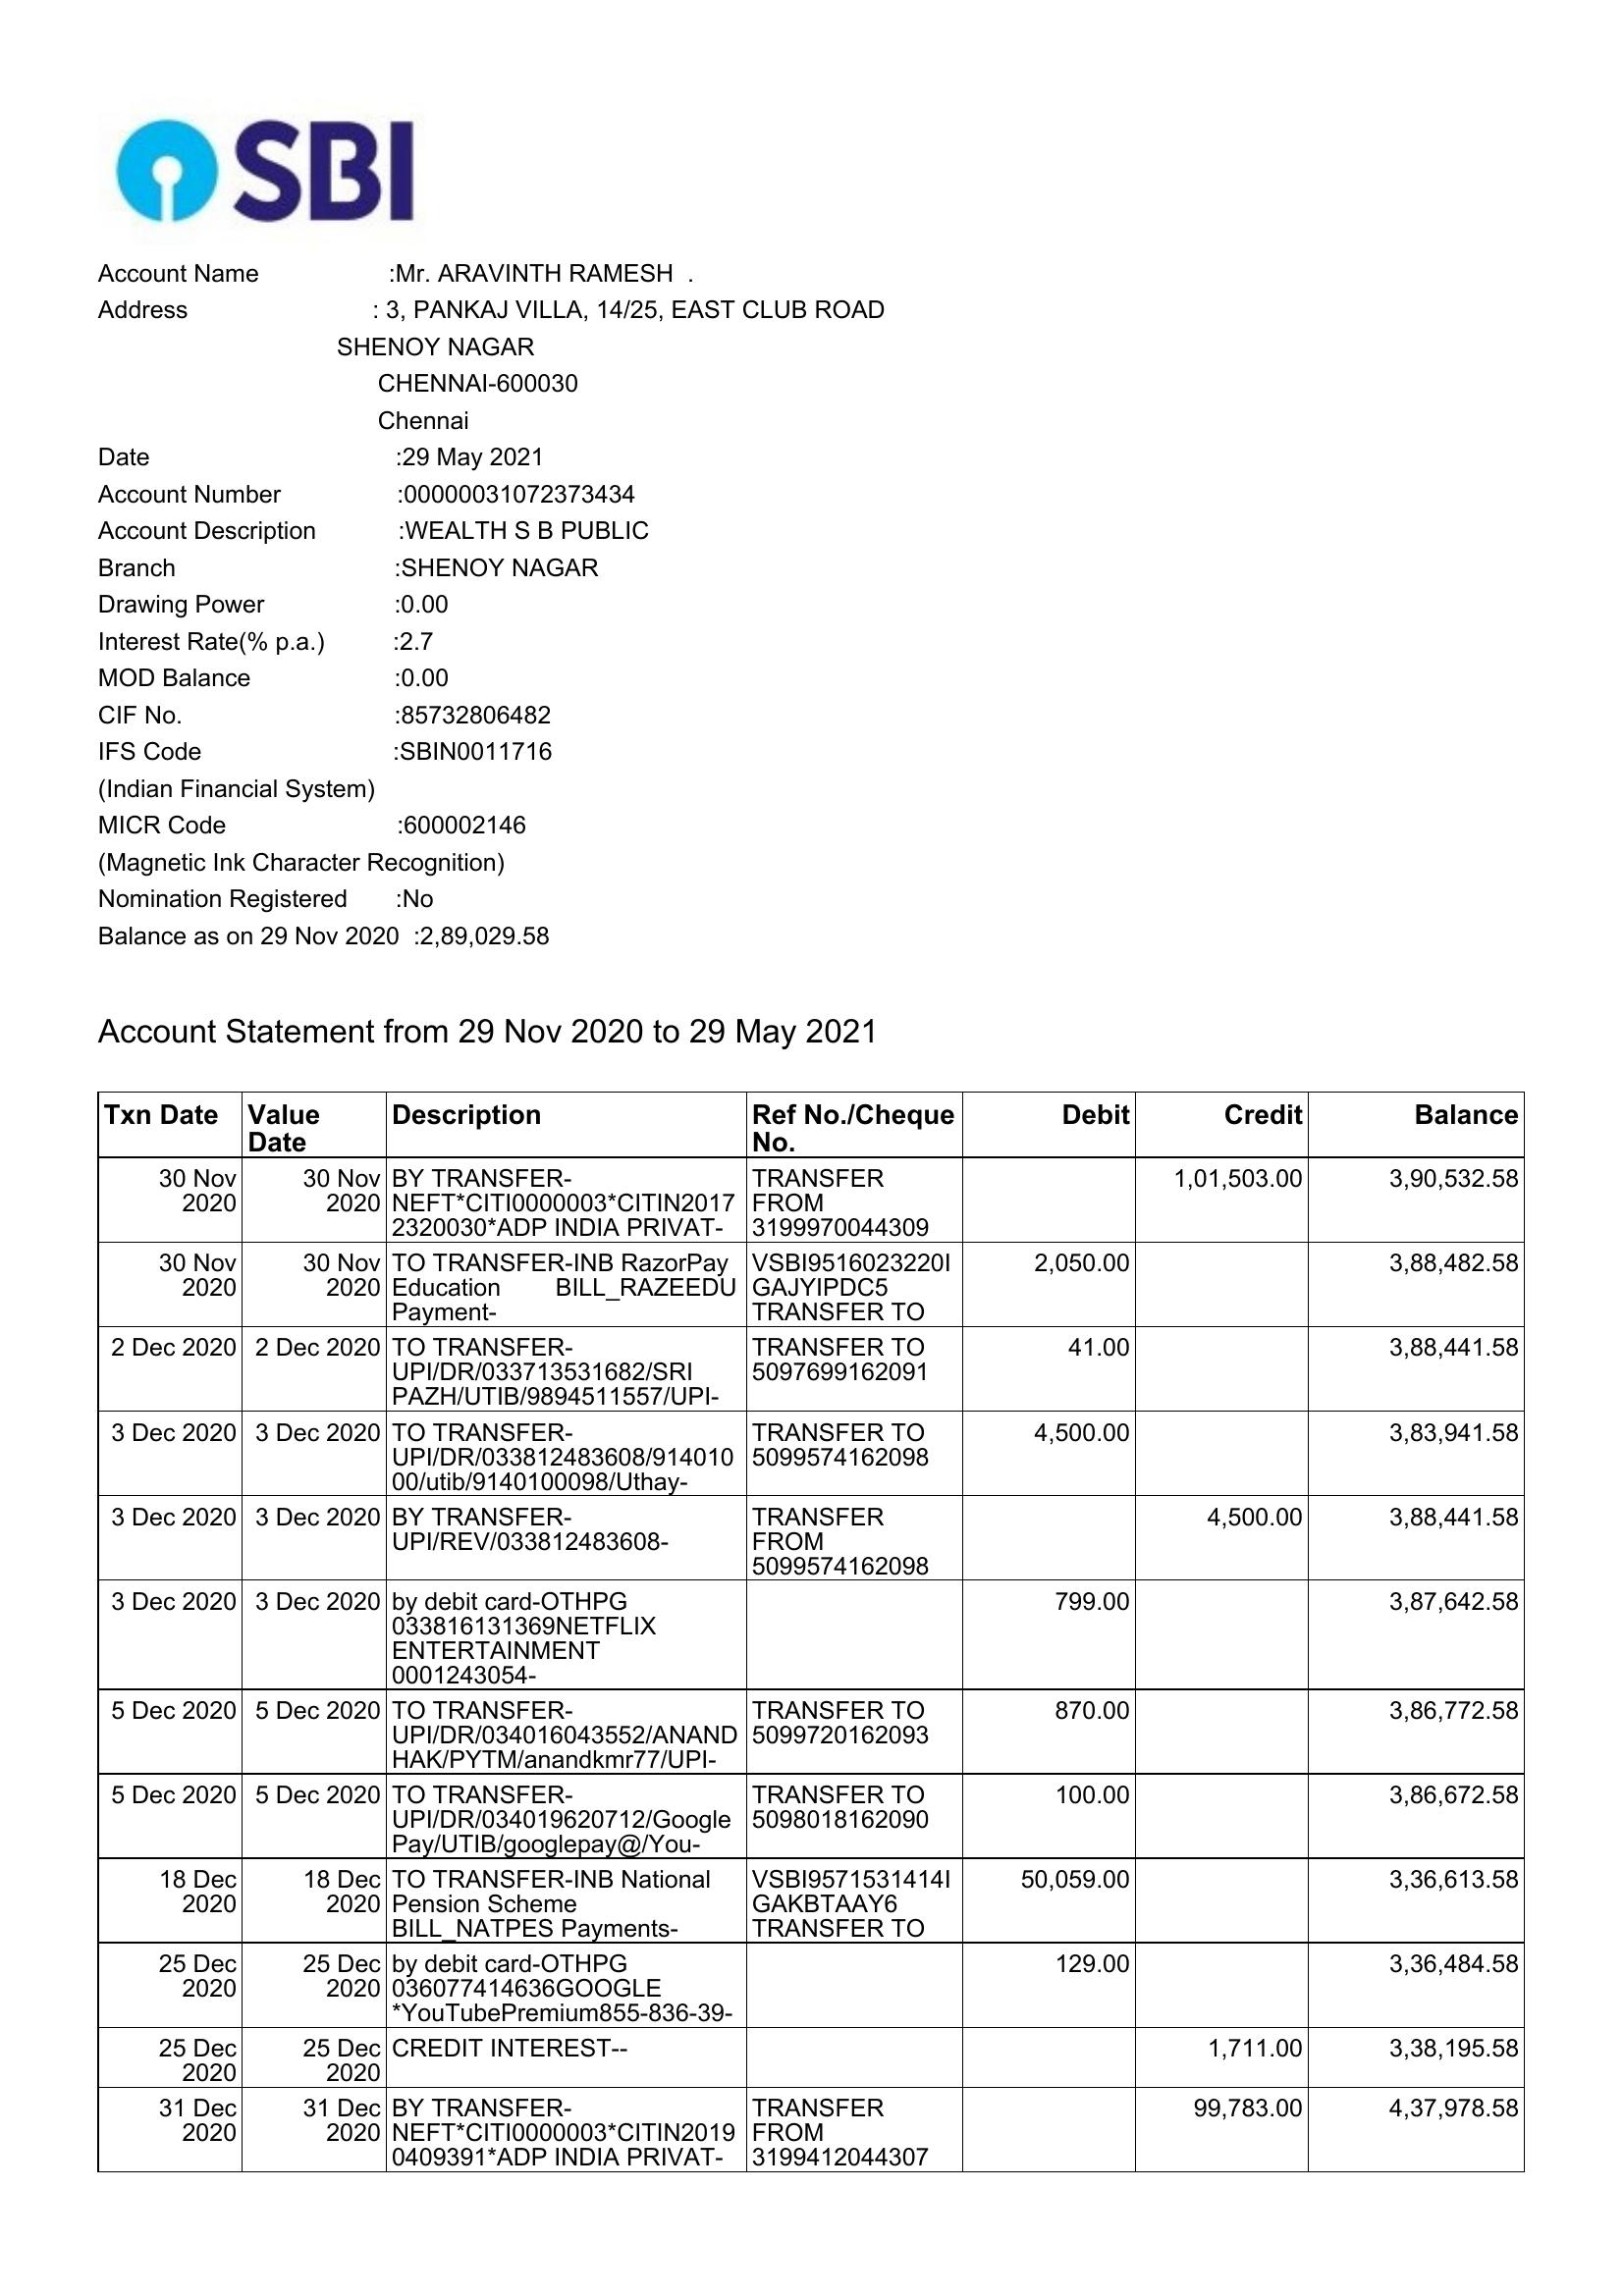 SBI
Account Name :Mr. ARAVINTH RAMESH .
Address : 3, PANKAJ VILLA, 14/25, EAST CLUB ROAD
SHENOY NAGAR
CHENNAI-600030
Chennai
Date :29 May 2021
Account Number :00000031072373434
Account Description :WEALTH S B PUBLIC
Branch :SHENOY NAGAR
Drawing Power :0.00
Interest Rate(% p.a.) :2.7
MOD Balance :0.00
CIF No. :85732806482
IFS Code :SBIN0011716
(Indian Financial System)
MICR Code :600002146
(Magnetic Ink Character Recognition)
Nomination Registered :No
Balance as on 29 Nov 2020 :2,89,029.58
Account Statement from 29 Nov 2020 to 29 May 2021
Txn Date Value Description Ref No./Cheque Debit Credit Balance
Date No.
30 Nov 30 Nov BY TRANSFER- TRANSFER 1,01,503.00 3,90,532.58
2020 2020 NEFT*CITI0000003*CITIN2017 FROM
2320030*ADP INDIA PRIVAT- 3199970044309
30 Nov 30 Nov TO TRANSFER-INB RazorPay VSBI9516023220I 2,050.00 3,88,482.58
2020 2020 Education BILL_RAZEEDU GAJYIPDC5
Payment- TRANSFER TO
2 Dec 2020 2 Dec 2020 TO TRANSFER- TRANSFER TO 41.00 3,88,441.58
UPI/DR/033713531682/SRI 5097699162091
PAZH/UTIB/9894511557/UPI-
3 Dec 2020 3 Dec 2020 TO TRANSFER- TRANSFER TO 4,500.00 3,83,941.58
UPI/DR/033812483608/914010 5099574162098
00/utib/9140100098/Uthay-
3 Dec 2020 3 Dec 2020 BY TRANSFER- TRANSFER 4,500.00 3,88,441.58
UPI/REV/033812483608- FROM
5099574162098
3 Dec 2020 3 Dec 2020 by debit card-OTHPG 799.00 3,87,642.58
033816131369NETFLIX
ENTERTAINMENT
0001243054-
5 Dec 2020 5 Dec 2020 TO TRANSFER- TRANSFER TO 870.00 3,86,772.58
UPI/DR/034016043552/ANAND 5099720162093
HAK/PYTM/anandkmr77/UPI-
5 Dec 2020 5 Dec 2020 TO TRANSFER- TRANSFER TO 100.00 3,86,672.58
UPI/DR/034019620712/Google 5098018162090
Pay/UTIB/googlepay@/You-
18 Dec 18 Dec TO TRANSFER-INB National VSBI9571531414I 50,059.00 3,36,613.58
2020 2020 Pension Scheme GAKBTAAY6
BILL_NATPES Payments- TRANSFER TO
25 Dec 25 Dec by debit card-OTHPG 129.00 3,36,484.58
2020 2020 036077414636GOOGLE
*YouTubePremium855-836-39-
25 Dec 25 Dec CREDIT INTEREST-- 1,711.00 3,38,195.58
2020 2020
31 Dec 31 Dec BY TRANSFER- TRANSFER 99,783.00 4,37,978.58
2020 2020 NEFT*CITI0000003*CITIN2019 FROM
0409391*ADP INDIA PRIVAT- 3199412044307